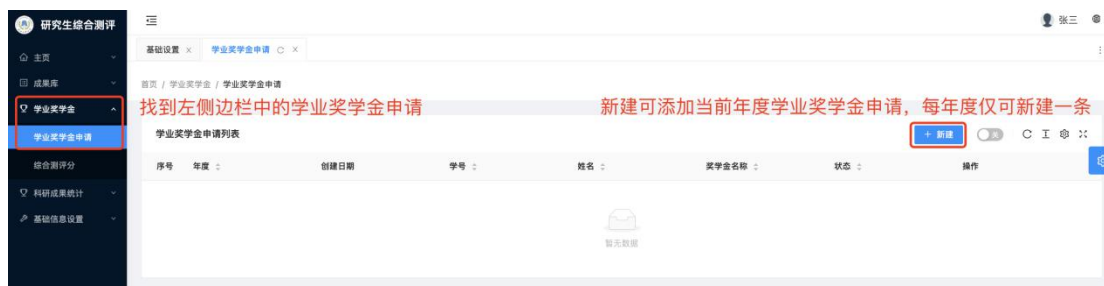 研究生综合测评
张三
主页
基础设置 × 学业奖学金申请 ×
成果库
首页 / 学业奖学金 / 学业奖学金申请
学业奖学金
找到左侧边栏中的学业奖学金申请
新建可添加当前年度学业奖学金申请，每年度仅可新建一条
学业奖学金申请
学业奖学金申请列表
+ 新建
关
综合测评分
序号 年度 创建日期 学号 姓名 奖学金名称 状态 操作
科研成果统计
基础信息设置
暂无数据